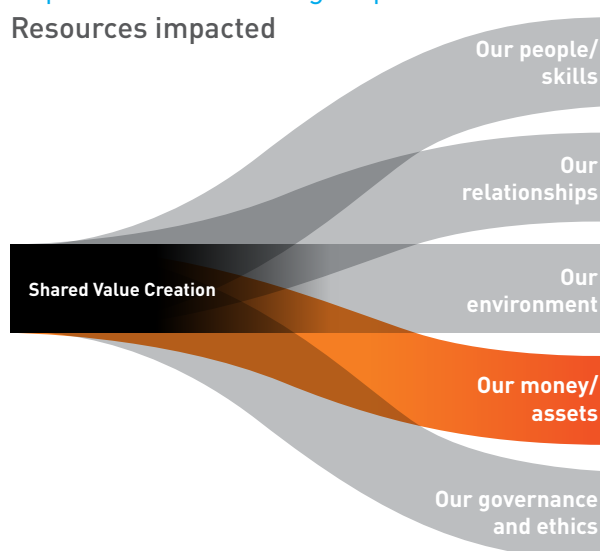 Resources impacted
Our people/
skills
Our
relationships
Shared Value Creation
Our
environment
Our money/
assets
Our governance
and ethics